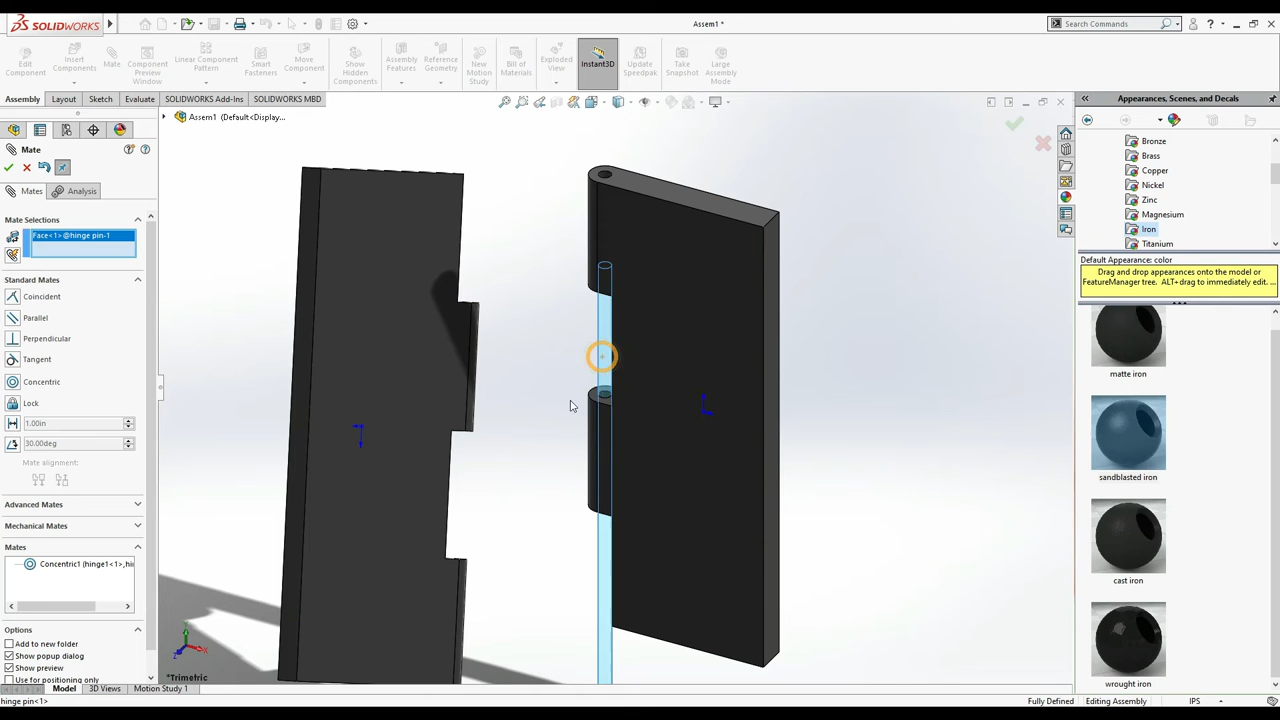 SOLIDWORKS
Assem1 *
Search Commands
Edit Component
Insert Components
Mate
Component Preview Window
Linear Component Pattern
Smart Fasteners
Move Component
Show Hidden Components
Assembly Features
Reference Geometry
New Motion Study
Bill of Materials
Exploded View
Instant3D
Update Speedpak
Take Snapshot
Large Assembly Mode
Assembly
Layout
Sketch
Evaluate
SOLIDWORKS Add-Ins
SOLIDWORKS MBD
Appearances, Scenes, and Decals
Assem1 (Default<Display...
Mate
Mates
Analysis
Mate Selections
Face<1>@hinge pin-1
Standard Mates
Coincident
Parallel
Perpendicular
Tangent
Concentric
Lock
1.00in
30.00deg
Mate alignment:
Advanced Mates
Mechanical Mates
Mates
Concentric1 (hinge1<1>,hi
Options
Add to new folder
Show popup dialog
Show preview
Use for positioning only
*Trimetric
Bronze
Brass
Copper
Nickel
Zinc
Magnesium
Iron
Titanium
Default Appearance: color
Drag and drop appearances onto the model or
FeatureManager tree. ALT+drag to immediately edit. ...
matte iron
sandblasted iron
cast iron
wrought iron
Model
3D Views
Motion Study 1
hinge pin<1>
Fully Defined
Editing Assembly
IPS